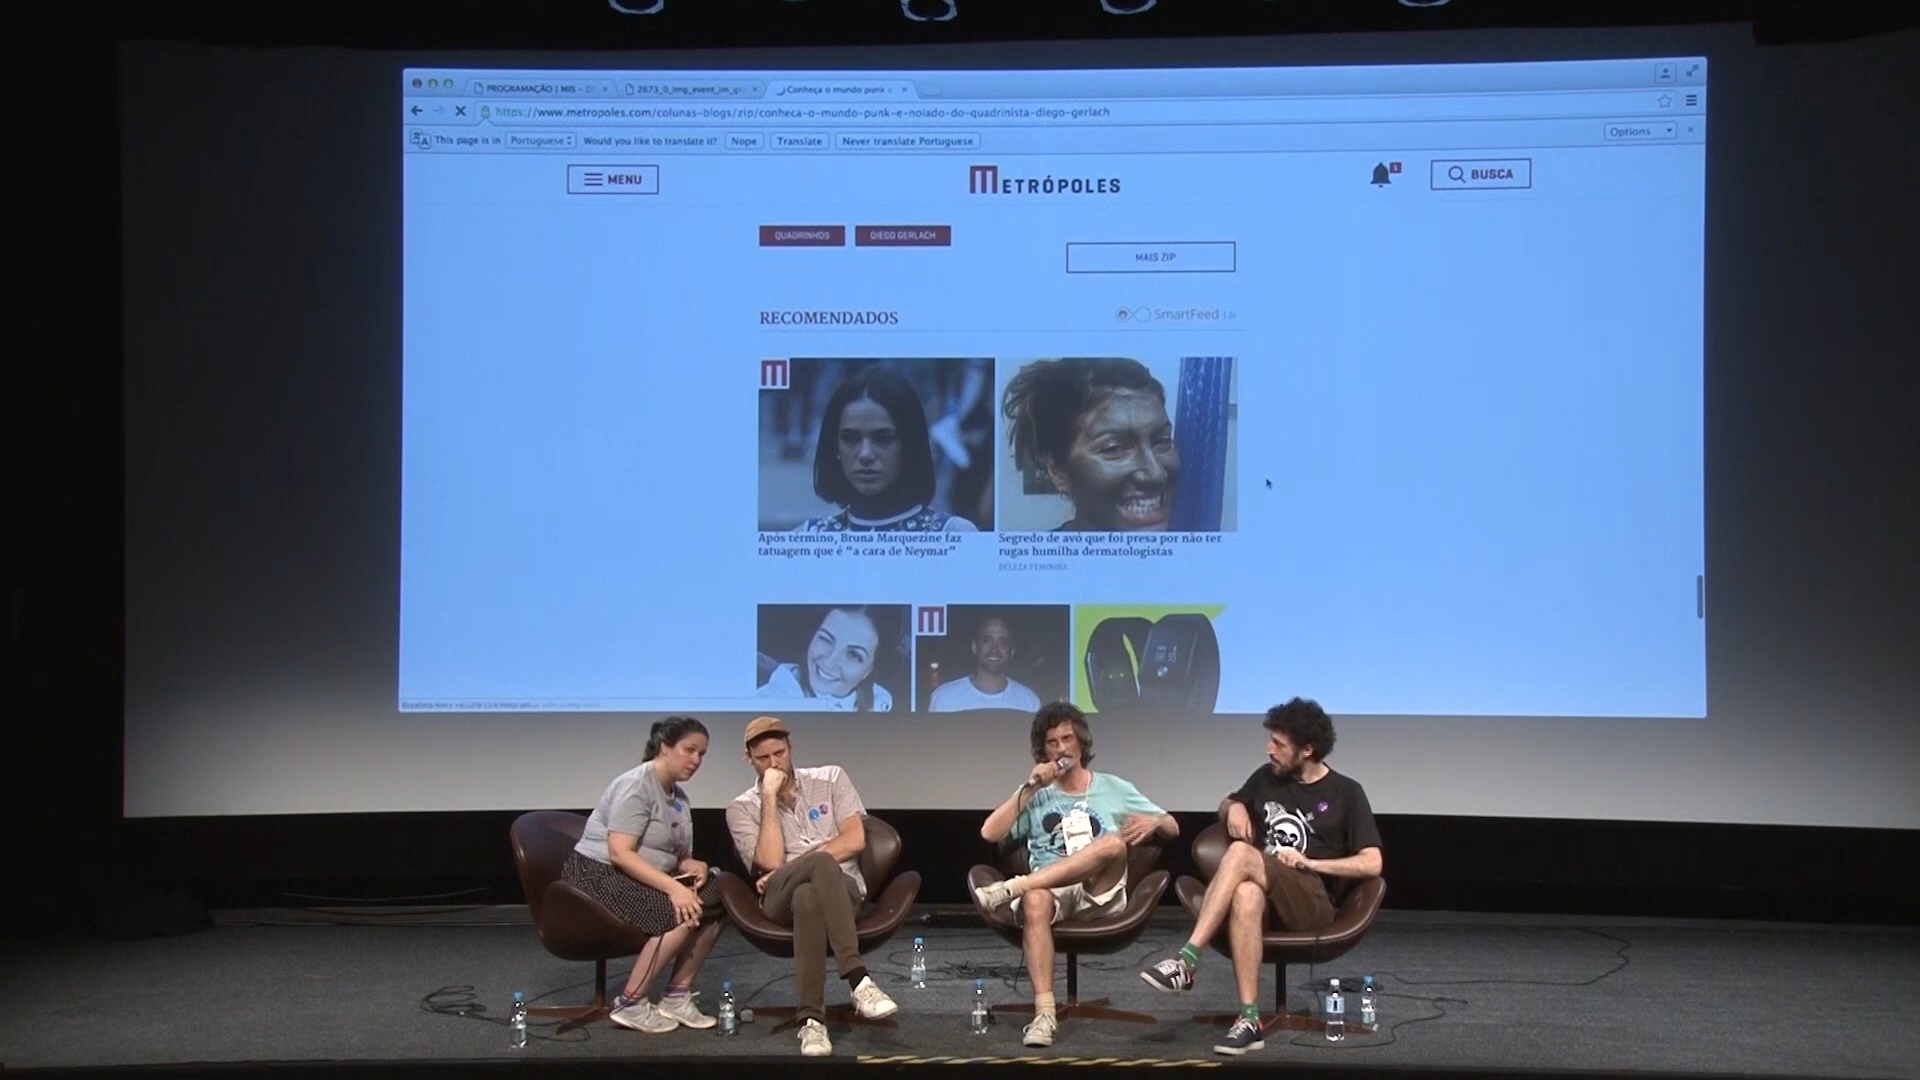 PROGRAMAÇÃO | MIS - 
2673_0_img_event_im_gra
Conheça o mundo punk e
https://www.metropoles.com/colunas-blogs/zip/conheca-o-mundo-punk-e-noiado-do-quadrinista-diego-gerlach
This page is in Portuguese Would you like to translate it? Nope Translate Never translate Portuguese Options
MENU
METRÓPOLES
1
BUSCA
QUADRINHOS
DIEGO GERLACH
MAIS ZIP
RECOMENDADOS
SmartFeed
M
Após término, Bruna Marquezine faz
tatuagem que é “a cara de Neymar”
Segredo de avó que foi presa por não ter
rugas humilha dermatologistas
BELEZA FEMININA
M